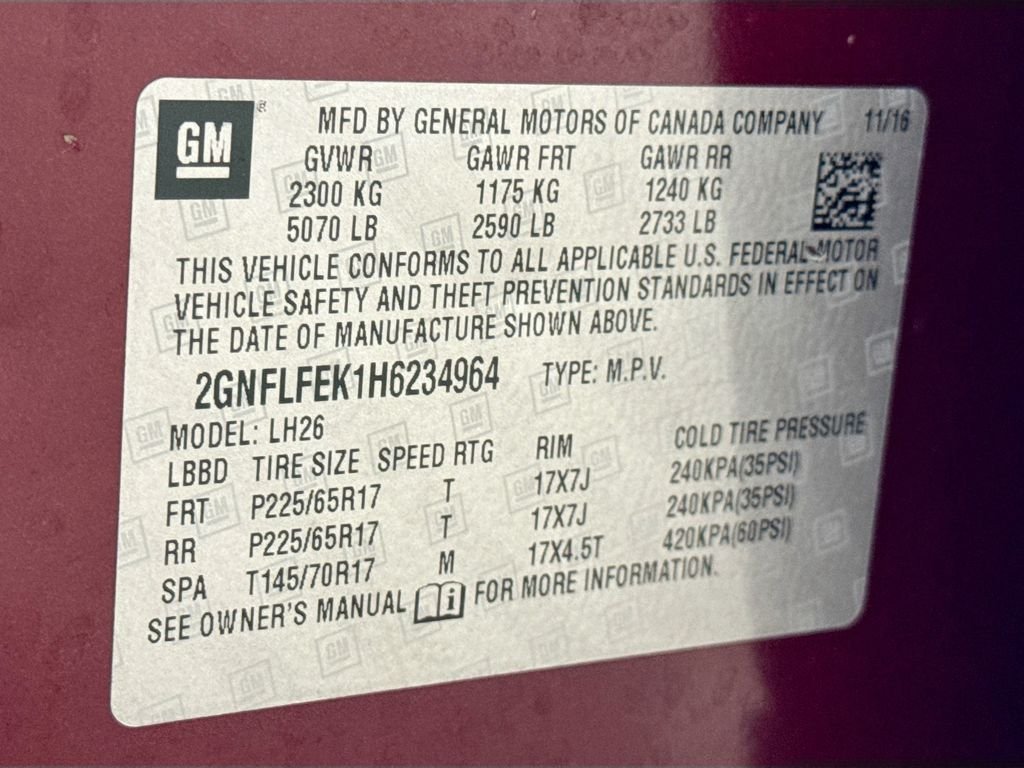 GM ® MFD BY GENERAL MOTORS OF CANADA COMPANY 11/16
GVWR GAWR FRT GAWR RR
2300 KG 1175 KG 1240 KG
5070 LB 2590 LB 2733 LB
THIS VEHICLE CONFORMS TO ALL APPLICABLE U.S. FEDERAL MOTOR
VEHICLE SAFETY AND THEFT PREVENTION STANDARDS IN EFFECT ON
THE DATE OF MANUFACTURE SHOWN ABOVE.
2GNFLFEK1H6234964 TYPE: M.P.V.
MODEL: LH26
LBBD TIRE SIZE SPEED RTG RIM COLD TIRE PRESSURE
FRT P225/65R17 T 17X7J 240KPA(35PSI)
RR P225/65R17 T 17X7J 240KPA(35PSI)
SPA T145/70R17 M 17X4.5T 420KPA(60PSI)
SEE OWNER'S MANUAL i FOR MORE INFORMATION.